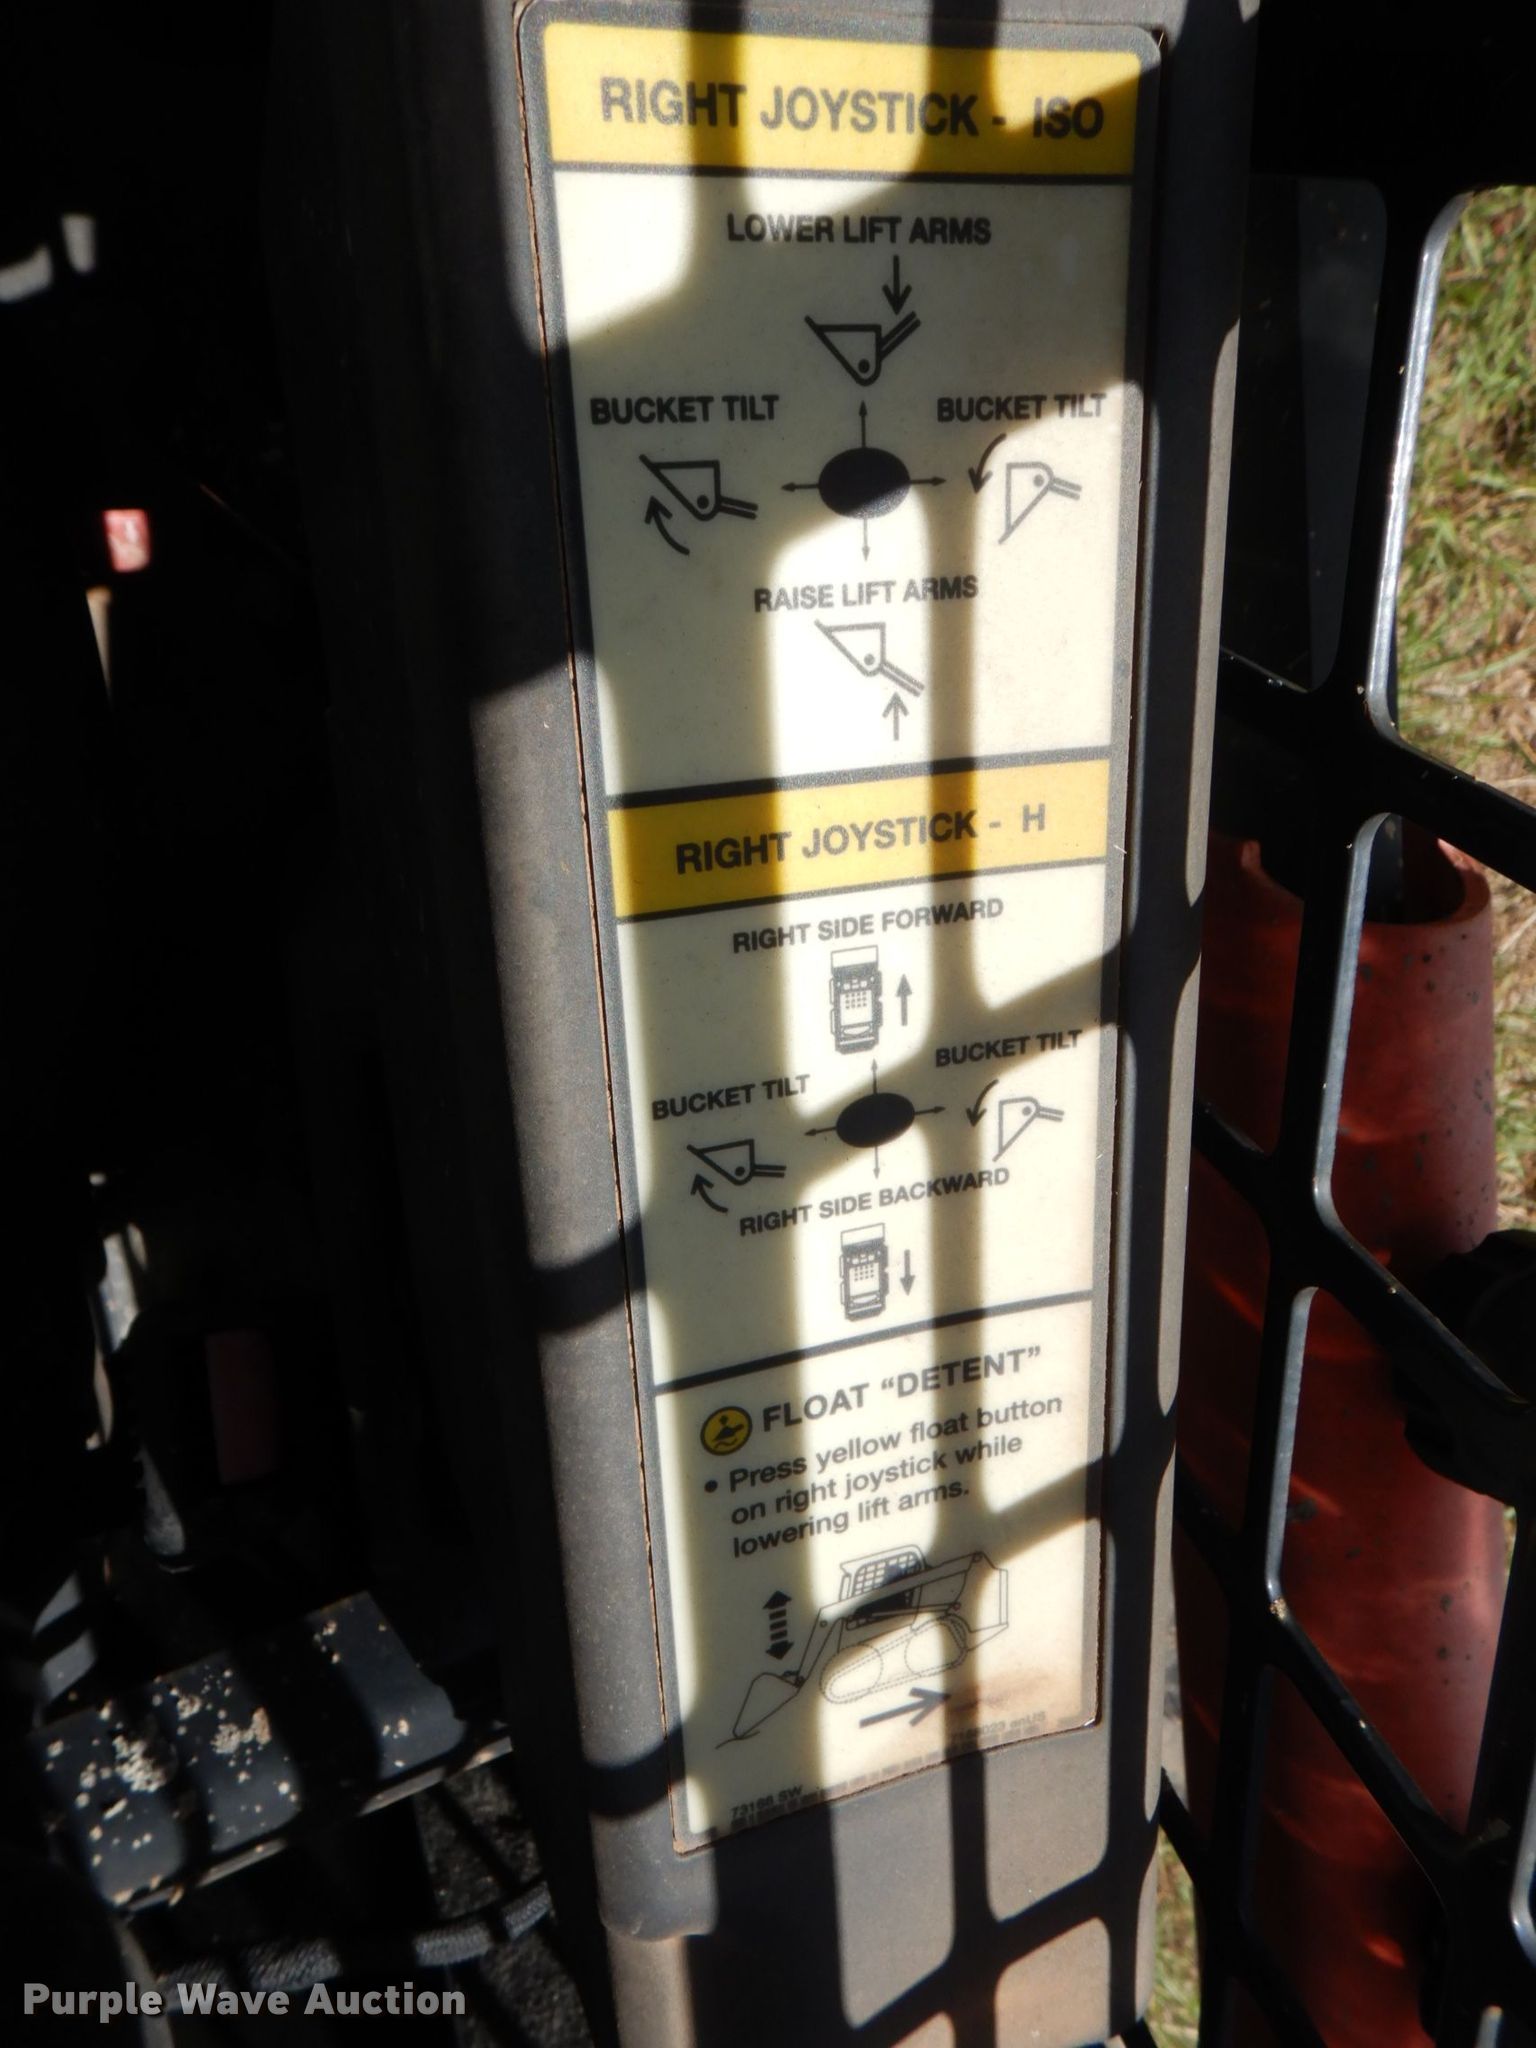 RIGHT JOYSTICK - ISO
LOWER LIFT ARMS
BUCKET TILT
BUCKET TILT
RAISE LIFT ARMS
RIGHT JOYSTICK - H
RIGHT SIDE FORWARD
BUCKET TILT
BUCKET TILT
RIGHT SIDE BACKWARD
FLOAT “DETENT”
• Press yellow float button
on right joystick while
lowering lift arms.
enUS
Purple Wave Auction